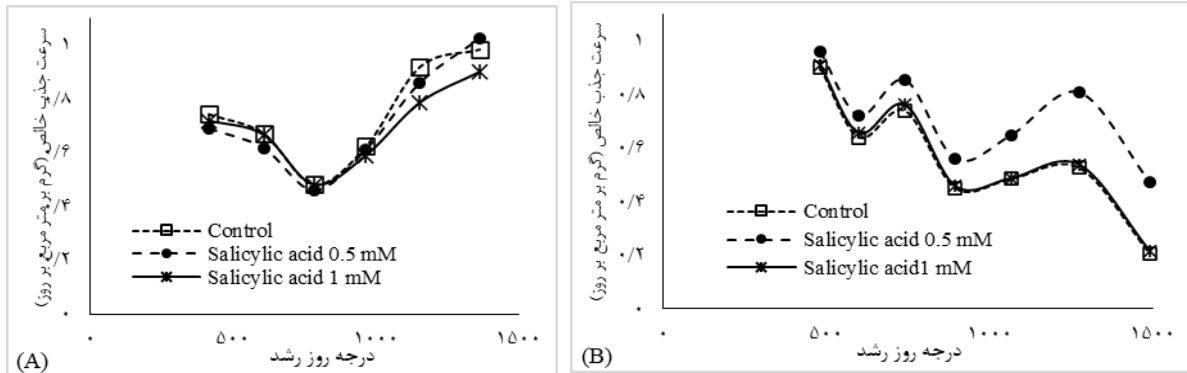 سرعت جذب خالص (گرم بر متر مربع بر روز)
۱
۰/۸
۰/۶
۰/۴
۰/۲
۰
Control
Salicylic acid 0.5 mM
Salicylic acid 1 mM
۰ ۵۰۰ ۱۰۰۰ ۱۵۰۰
درجه روز رشد
(A)
سرعت جذب خالص (گرم بر متر مربع بر روز)
۱
۰/۸
۰/۶
۰/۴
۰/۲
۰
Control
Salicylic acid 0.5 mM
Salicylic acid1 mM
۰ ۵۰۰ ۱۰۰۰ ۱۵۰۰
درجه روز رشد
(B)